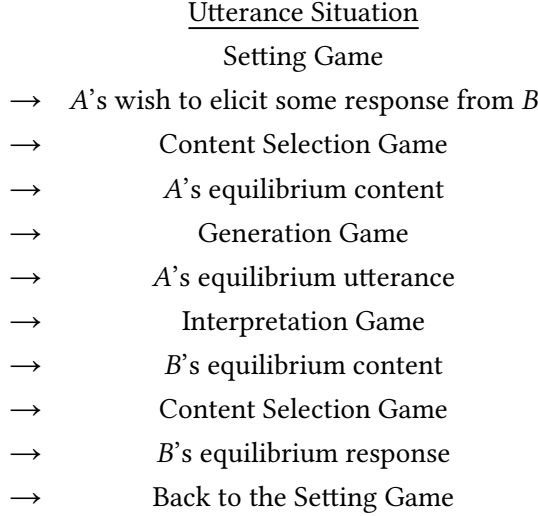 Utterance Situation
Setting Game
→ A's wish to elicit some response from B
→ Content Selection Game
→ A's equilibrium content
→ Generation Game
→ A's equilibrium utterance
→ Interpretation Game
→ B's equilibrium content
→ Content Selection Game
→ B's equilibrium response
→ Back to the Setting Game